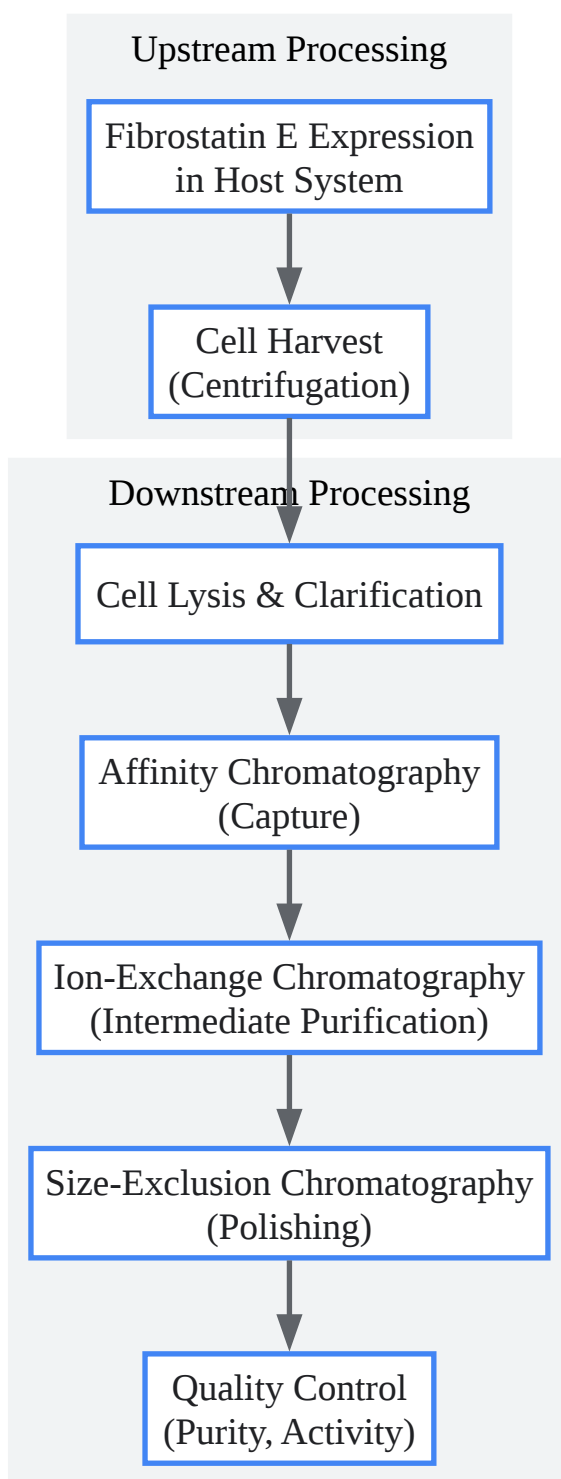 Upstream Processing
Fibrostatin E Expression
in Host System
Cell Harvest
(Centrifugation)
Downstream Processing
Cell Lysis & Clarification
Affinity Chromatography
(Capture)
Ion-Exchange Chromatography
(Intermediate Purification)
Size-Exclusion Chromatography
(Polishing)
Quality Control
(Purity, Activity)